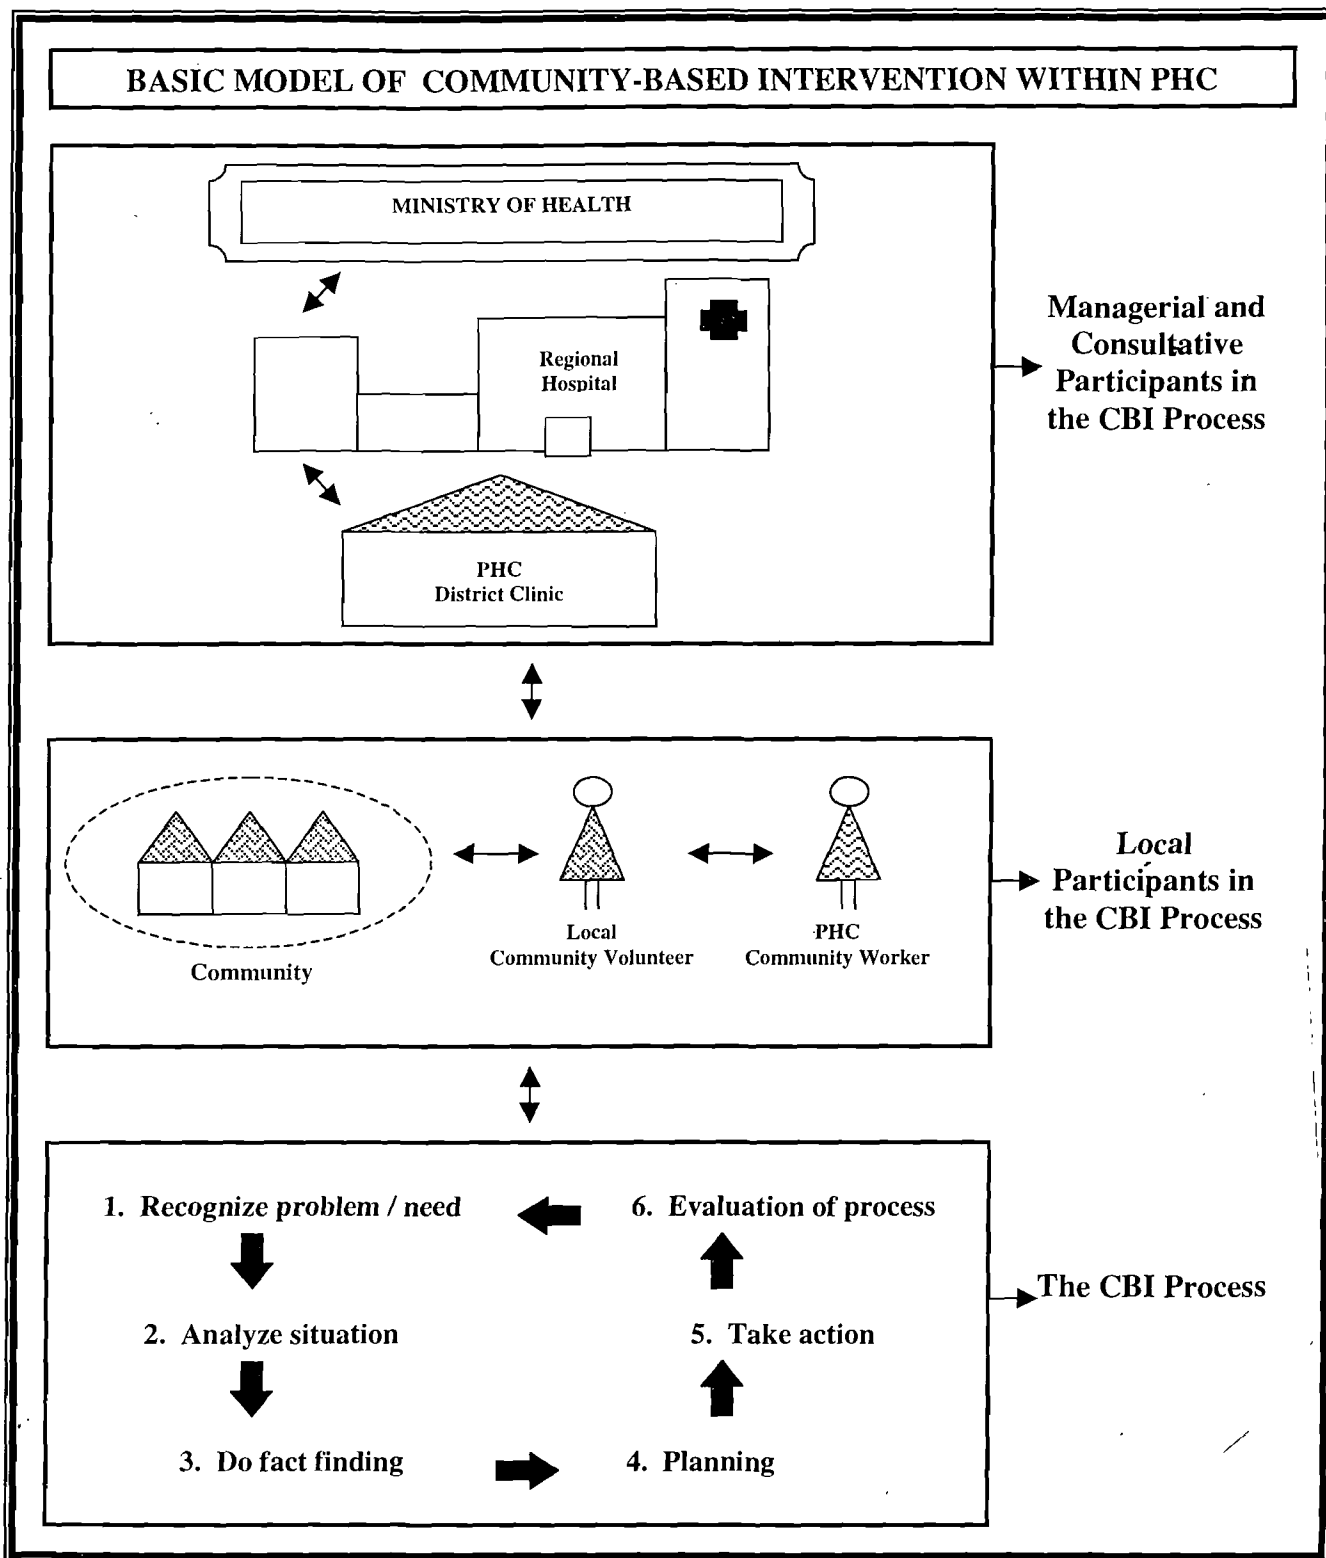 BASIC MODEL OF COMMUNITY-BASED INTERVENTION WITHIN PHC
MINISTRY OF HEALTH
Regional
Hospital
PHC
District Clinic
Managerial and
Consultative
Participants in
the CBI Process
Community
Local
Community Volunteer
PHC
Community Worker
Local
Participants in
the CBI Process
1. Recognize problem / need
6. Evaluation of process
2. Analyze situation
5. Take action
3. Do fact finding
4. Planning
The CBI Process